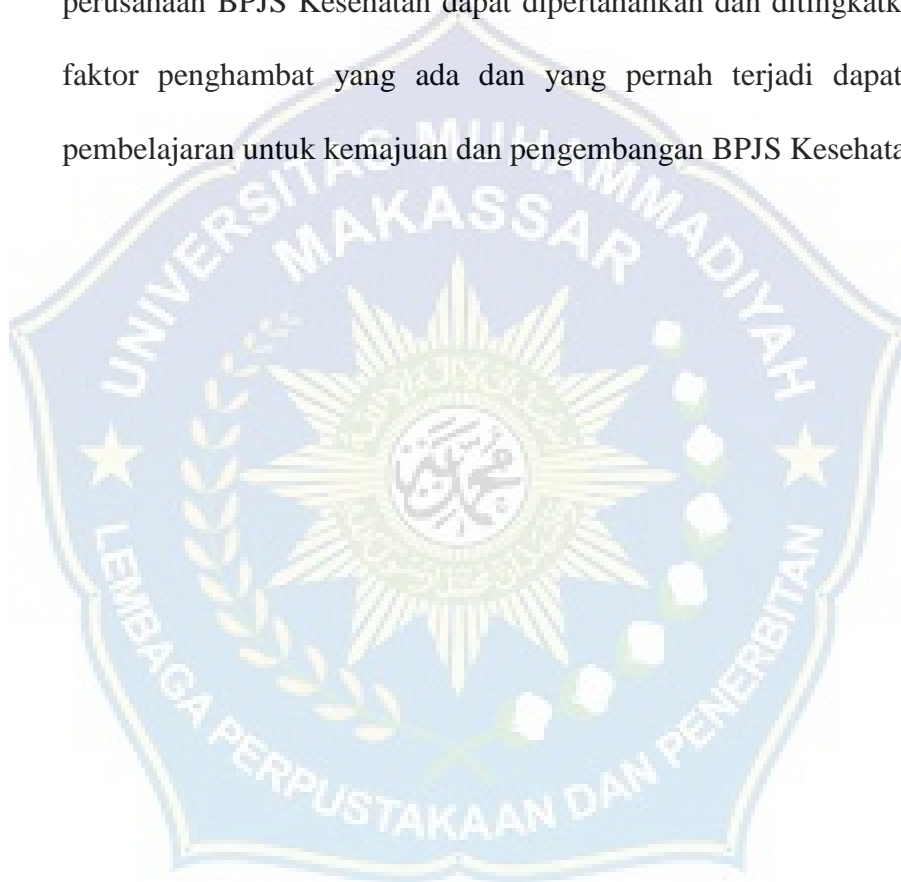 perusahaan BPJS Kesehatan dapat dipertahankan dan ditingkatk
faktor penghambat yang ada dan yang pernah terjadi dapat
pembelajaran untuk kemajuan dan pengembangan BPJS Kesehata
UNIVERSITAS MUHAMMADIYAH
MAKASSAR
محمدية
LEMBAGA PERPUSTAKAAN DAN PENERBITAN